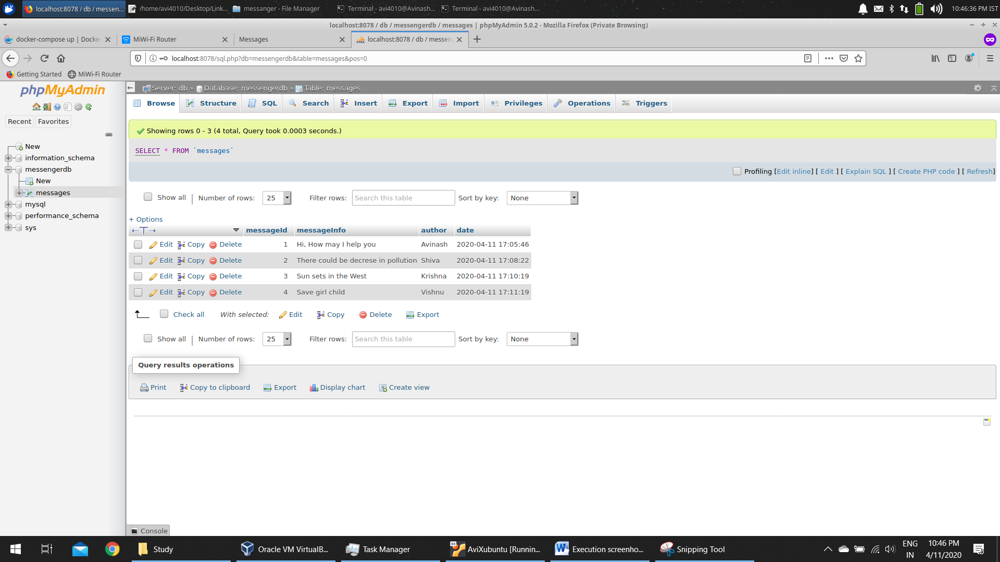 localhost:8078 / db / messen...
/home/avi4010/Desktop/Link...
messanger - File Manager
Terminal - avi4010@Avinash...
Terminal - avi4010@Avinash...
10:46:36 PM IST
localhost:8078 / db / messengerdb / messages | phpMyAdmin 5.0.2 - Mozilla Firefox (Private Browsing)
docker-compose up | Docker
MiWi-Fi Router
Messages
localhost:8078 / db / messen
localhost:8078/sql.php?db=messengerdb&table=messages&pos=0
Getting Started
MiWi-Fi Router
phpMyAdmin
Recent
Favorites
New
information_schema
messengerdb
New
messages
mysql
performance_schema
sys
Server: db » Database: messengerdb » Table: messages
Browse Structure SQL Search Insert Export Import Privileges Operations Triggers
Showing rows 0 - 3 (4 total, Query took 0.0003 seconds.)
SELECT * FROM `messages`
Profiling [Edit inline] [ Edit ] [ Explain SQL ] [ Create PHP code ] [ Refresh]
Show all | Number of rows: 25 Filter rows: Search this table Sort by key: None
+ Options
←T→ messageId messageInfo author date
Edit Copy Delete 1 Hi, How may I help you Avinash 2020-04-11 17:05:46
Edit Copy Delete 2 There could be decrese in pollution Shiva 2020-04-11 17:08:22
Edit Copy Delete 3 Sun sets in the West Krishna 2020-04-11 17:10:19
Edit Copy Delete 4 Save girl child Vishnu 2020-04-11 17:11:19
Check all With selected: Edit Copy Delete Export
Show all | Number of rows: 25 Filter rows: Search this table Sort by key: None
Query results operations
Print Copy to clipboard Export Display chart Create view
Console
Study
Oracle VM VirtualB...
Task Manager
AviXubuntu [Runnin...
Execution screenho...
Snipping Tool
ENG
IN
10:46 PM
4/11/2020